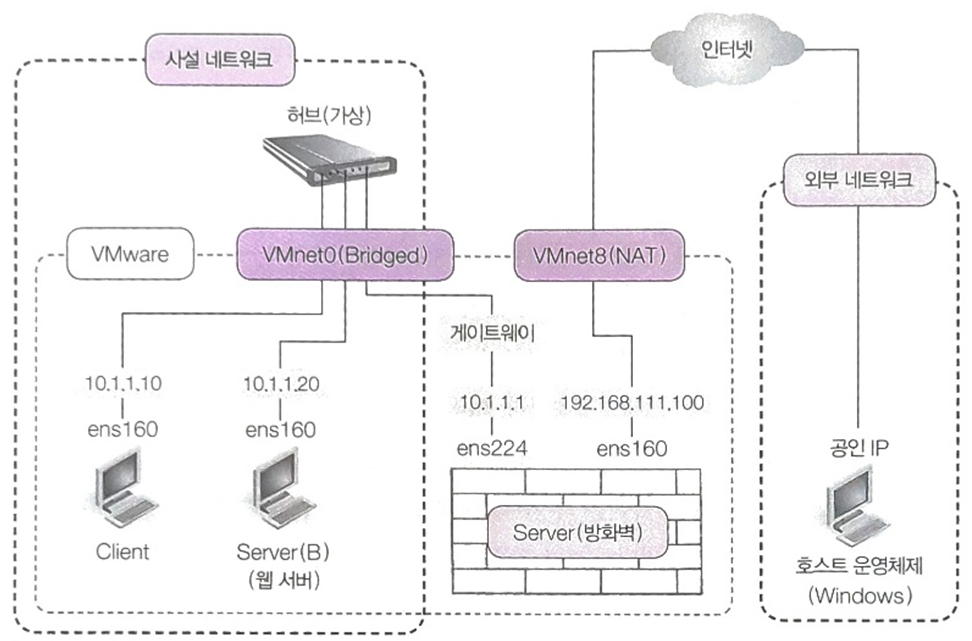 사설 네트워크
인터넷
허브(가상)
외부 네트워크
VMware
VMnet0(Bridged)
VMnet8(NAT)
게이트웨이
10.1.1.10
10.1.1.20
10.1.1.1
192.168.111.100
ens160
ens160
ens224
ens160
공인 IP
Client
Server(B)
(웹 서버)
Server(방화벽)
호스트 운영체제
(Windows)